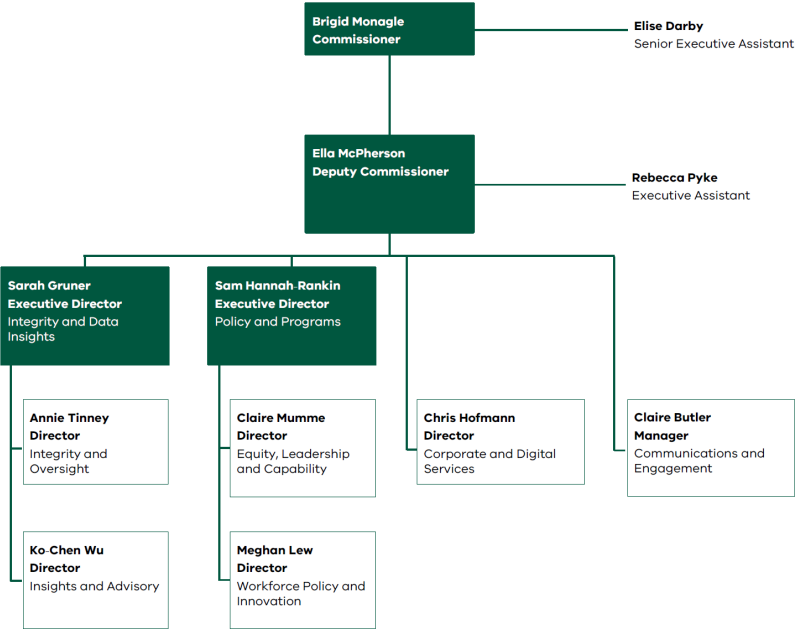 Brigid Monagle
Commissioner
Elise Darby
Senior Executive Assistant
Ella McPherson
Deputy Commissioner
Rebecca Pyke
Executive Assistant
Sarah Gruner
Executive Director
Integrity and Data
Insights
Sam Hannah-Rankin
Executive Director
Policy and Programs
Annie Tinney
Director
Integrity and
Oversight
Claire Mumme
Director
Equity, Leadership
and Capability
Chris Hofmann
Director
Corporate and Digital
Services
Claire Butler
Manager
Communications and
Engagement
Ko-Chen Wu
Director
Insights and Advisory
Meghan Lew
Director
Workforce Policy and
Innovation